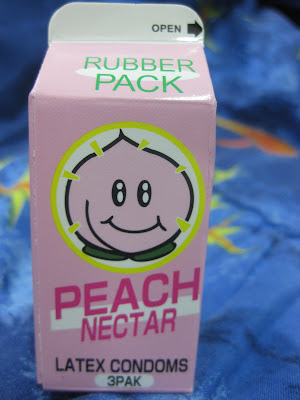 OPEN
RUBBER
PACK
PEACH
NECTAR
LATEX CONDOMS
3PAK